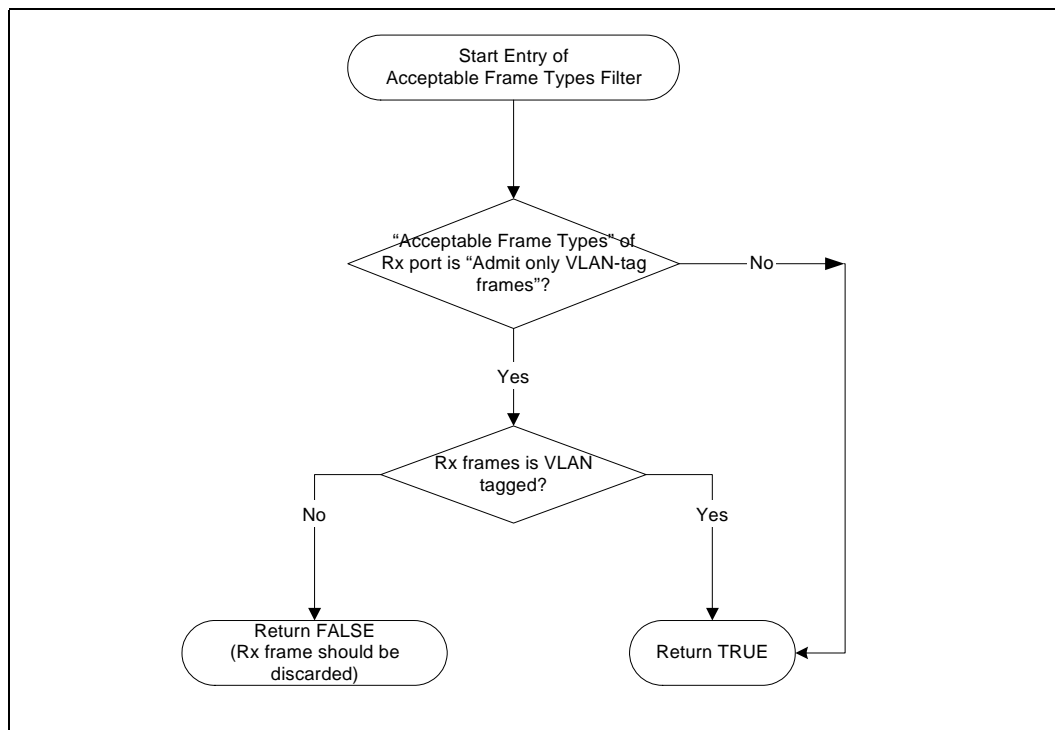 Start Entry of
Acceptable Frame Types Filter
“Acceptable Frame Types” of
Rx port is “Admit only VLAN-tag
frames”?
No
Yes
Rx frames is VLAN
tagged?
No
Yes
Return FALSE
(Rx frame should be
discarded)
Return TRUE